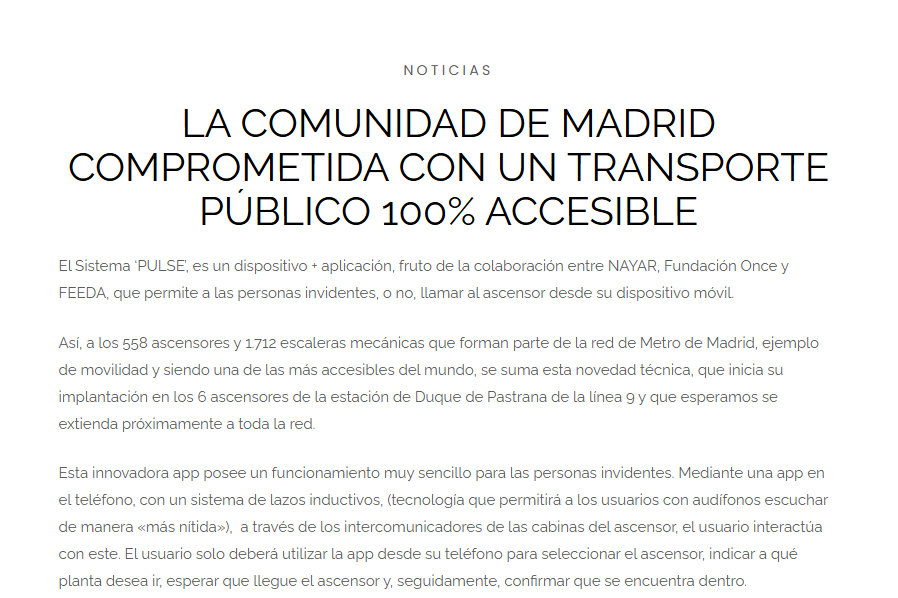 NOTICIAS
LA COMUNIDAD DE MADRID
COMPROMETIDA CON UN TRANSPORTE
PÚBLICO 100% ACCESIBLE
El Sistema ‘PULSE’, es un dispositivo + aplicación, fruto de la colaboración entre NAYAR, Fundación Once y
FEEDA, que permite a las personas invidentes, o no, llamar al ascensor desde su dispositivo móvil.
Así, a los 558 ascensores y 1.712 escaleras mecánicas que forman parte de la red de Metro de Madrid, ejemplo
de movilidad y siendo una de las más accesibles del mundo, se suma esta novedad técnica, que inicia su
implantación en los 6 ascensores de la estación de Duque de Pastrana de la línea 9 y que esperamos se
extienda próximamente a toda la red.
Esta innovadora app posee un funcionamiento muy sencillo para las personas invidentes. Mediante una app en
el teléfono, con un sistema de lazos inductivos, (tecnología que permitirá a los usuarios con audífonos escuchar
de manera «más nítida»), a través de los intercomunicadores de las cabinas del ascensor, el usuario interactúa
con este. El usuario solo deberá utilizar la app desde su teléfono para seleccionar el ascensor, indicar a qué
planta desea ir, esperar que llegue el ascensor y, seguidamente, confirmar que se encuentra dentro.